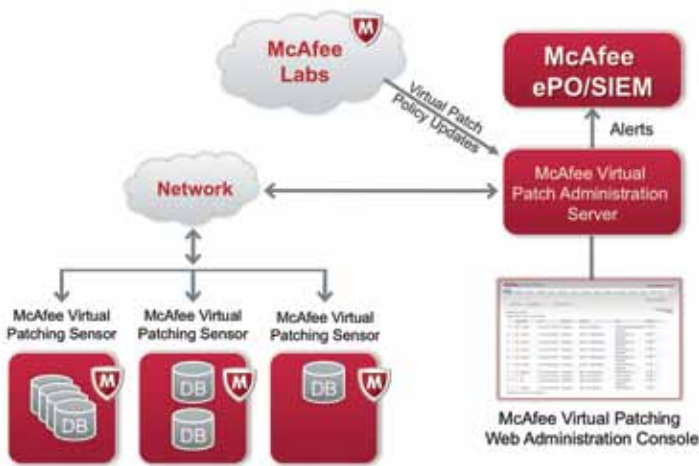 McAfee
Labs
McAfee
ePO/SIEM
Virtual Patch
Policy Updates
Alerts
McAfee Virtual
Patch Administration
Server
Network
McAfee Virtual
Patching Sensor
McAfee Virtual
Patching Sensor
McAfee Virtual
Patching Sensor
DB
DB
DB
DB
McAfee Virtual Patching
Web Administration Console